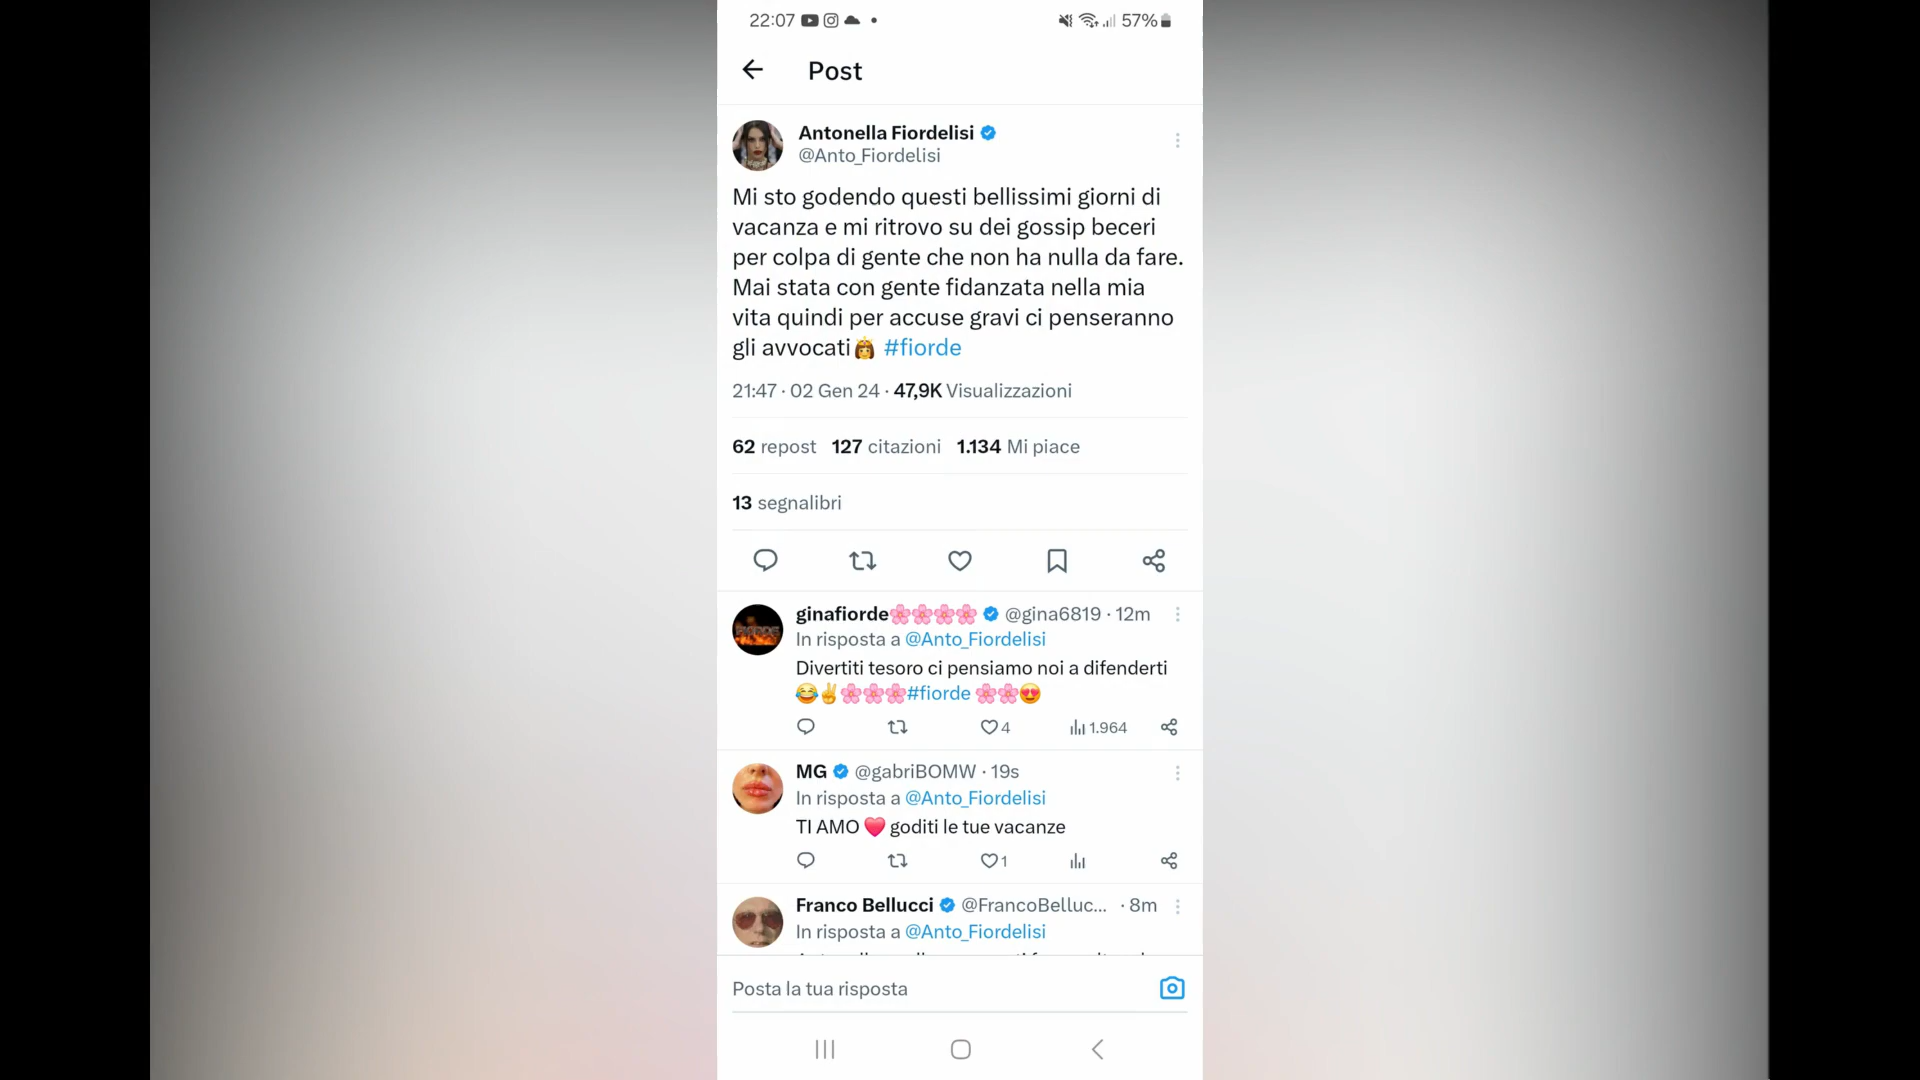 22:07 57%
Post
Antonella Fiordelisi
@Anto_Fiordelisi
Mi sto godendo questi bellissimi giorni di
vacanza e mi ritrovo su dei gossip beceri
per colpa di gente che non ha nulla da fare.
Mai stata con gente fidanzata nella mia
vita quindi per accuse gravi ci penseranno
gli avvocati👸 #fiorde
21:47 · 02 Gen 24 · 47,9K Visualizzazioni
62 repost 127 citazioni 1.134 Mi piace
13 segnalibri
ginafiorde🌸🌸🌸🌸 @gina6819 · 12m
In risposta a @Anto_Fiordelisi
Divertiti tesoro ci pensiamo noi a difenderti
😂✌️🌸🌸🌸#fiorde 🌸🌸😍
4 1.964
MG @gabriBOMW · 19s
In risposta a @Anto_Fiordelisi
TI AMO ❤️ goditi le tue vacanze
1
Franco Bellucci @FrancoBelluc... · 8m
In risposta a @Anto_Fiordelisi
Posta la tua risposta